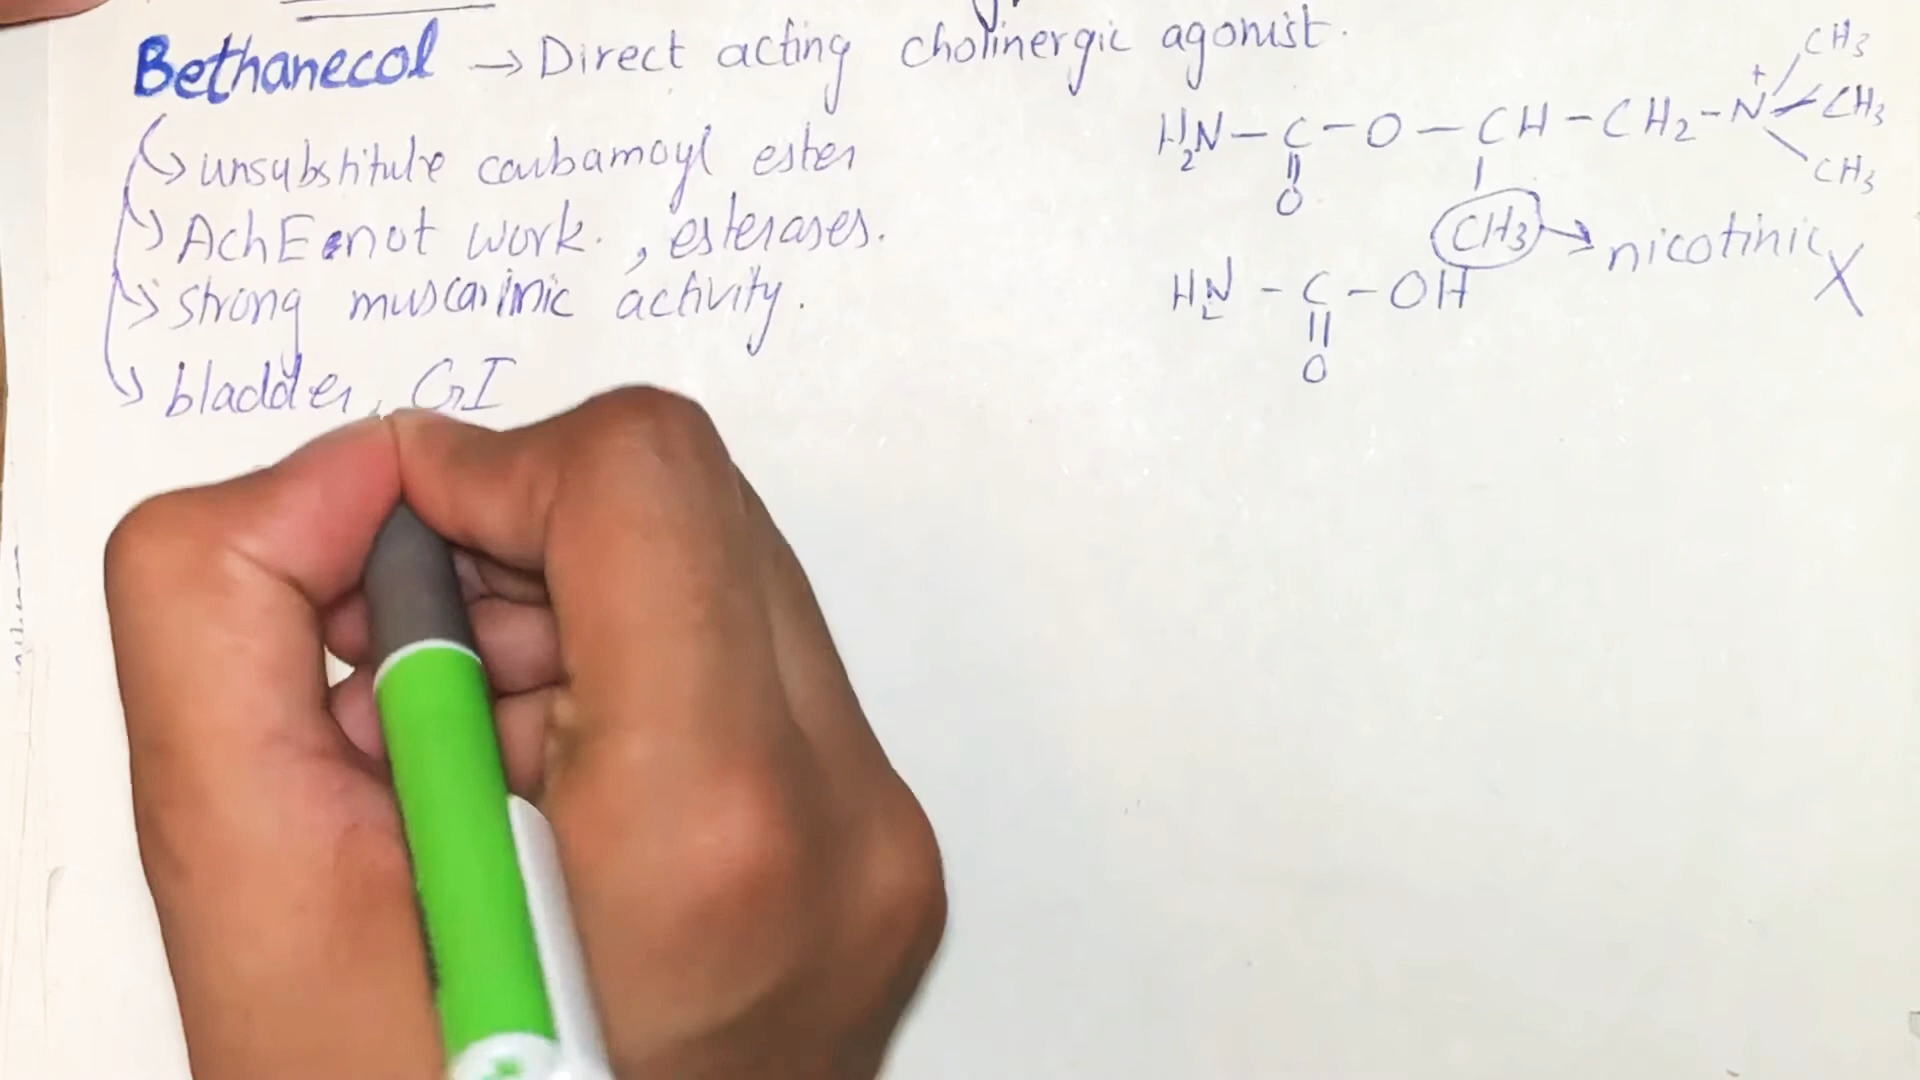 Bethanecol → Direct acting cholinergic agonist.
unsubstitute carbamoyl ester
AchE not work. , esterases.
strong muscarinic activity.
bladder, GI
H2N - C - O - CH - CH2 - N+
CH3
CH3
CH3
O
CH3 → nicotinic X
H2N - C - OH
O